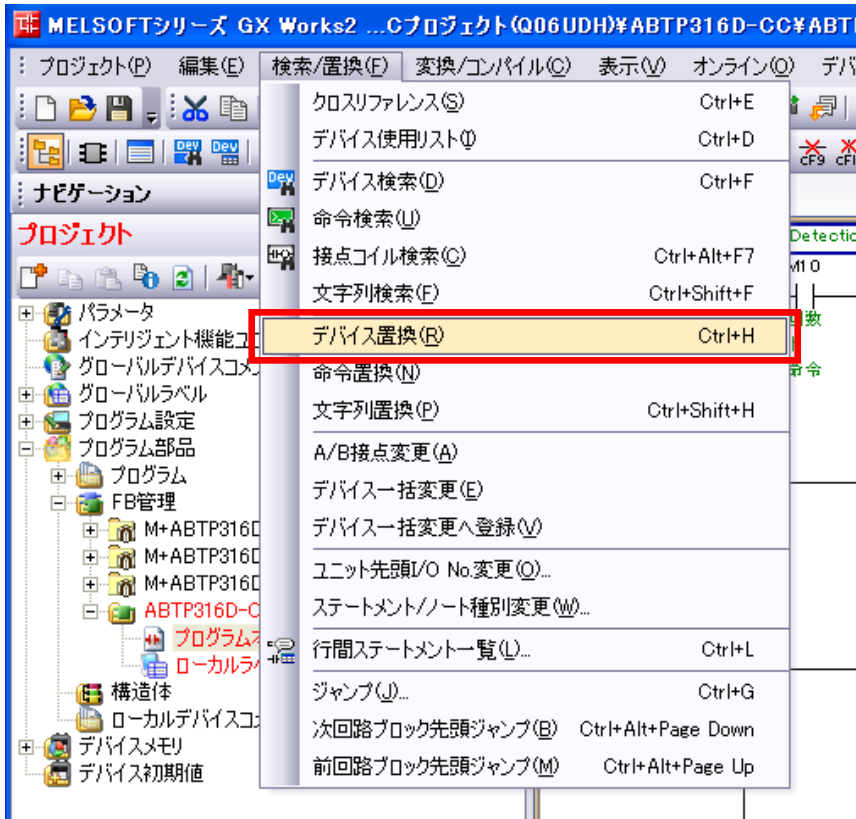 MELSOFTシリーズ GX Works2 ...Cプロジェクト(Q06UDH)¥ABTP316D-CC¥ABTP
プロジェクト(P) 編集(E) 検索/置換(F) 変換/コンパイル(C) 表示(V) オンライン(O) デバ
クロスリファレンス(S) Ctrl+E
デバイス使用リスト(I) Ctrl+D
デバイス検索(D) Ctrl+F
命令検索(U)
接点コイル検索(C) Ctrl+Alt+F7
文字列検索(F) Ctrl+Shift+F
デバイス置換(R) Ctrl+H
命令置換(N)
文字列置換(P) Ctrl+Shift+H
A/B接点変更(A)
デバイス一括変更(E)
デバイス一括変更へ登録(V)
ユニット先頭I/O No.変更(O)...
ステートメント/ノート種別変更(W)...
行間ステートメント一覧(L)... Ctrl+L
ジャンプ(J)... Ctrl+G
次回路ブロック先頭ジャンプ(B) Ctrl+Alt+Page Down
前回路ブロック先頭ジャンプ(M) Ctrl+Alt+Page Up
ナビゲーション
プロジェクト
パラメータ
インテリジェント機能ユ
グローバルデバイスコメン
グローバルラベル
プログラム設定
プログラム部品
プログラム
FB管理
M+ABTP316D
M+ABTP316D
M+ABTP316D
ABTP316D-C
プログラム
ローカルラ
構造体
ローカルデバイスコ
デバイスメモリ
デバイス初期値
Dev
Dev
Dev
cF9
Detectio
M10
数
命令